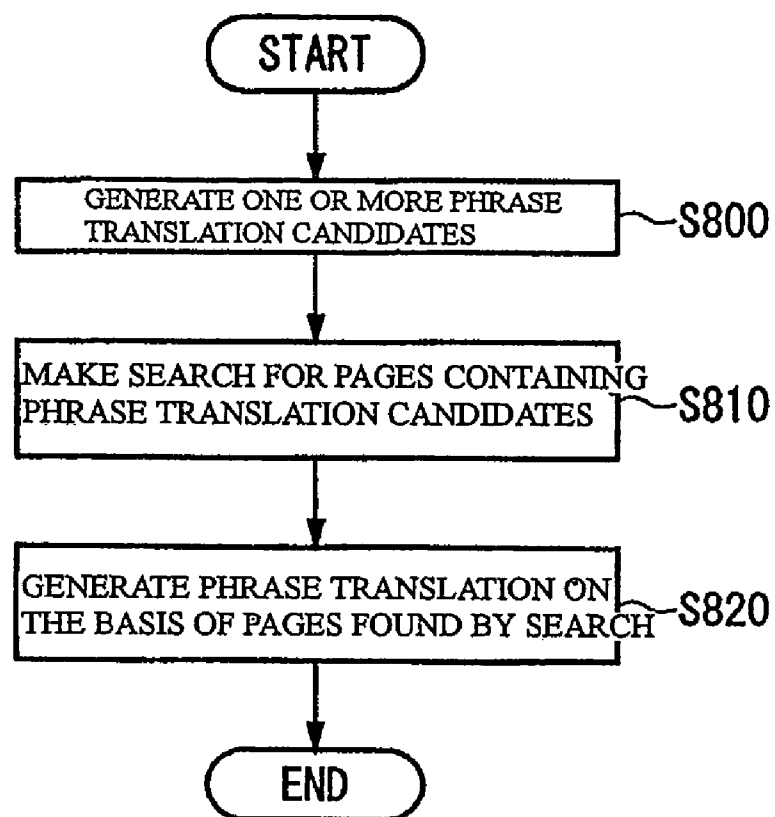 START
GENERATE ONE OR MORE PHRASE
TRANSLATION CANDIDATES
S800
MAKE SEARCH FOR PAGES CONTAINING
PHRASE TRANSLATION CANDIDATES
S810
GENERATE PHRASE TRANSLATION ON
THE BASIS OF PAGES FOUND BY SEARCH
S820
END